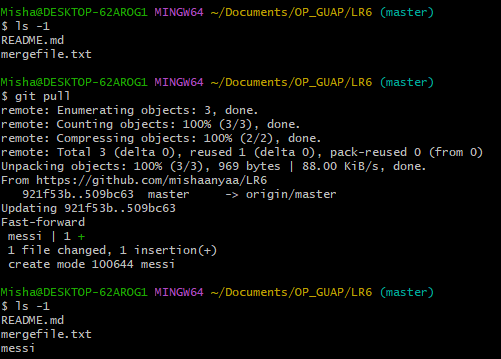 Misha@DESKTOP-62AROG1 MINGW64 ~/Documents/OP_GUAP/LR6 (master)
$ ls -1
README.md
mergefile.txt
Misha@DESKTOP-62AROG1 MINGW64 ~/Documents/OP_GUAP/LR6 (master)
$ git pull
remote: Enumerating objects: 3, done.
remote: Counting objects: 100% (3/3), done.
remote: Compressing objects: 100% (2/2), done.
remote: Total 3 (delta 0), reused 1 (delta 0), pack-reused 0 (from 0)
Unpacking objects: 100% (3/3), 969 bytes | 88.00 KiB/s, done.
From https://github.com/mishaanyaa/LR6
   921f53b..509bc63  master     -> origin/master
Updating 921f53b..509bc63
Fast-forward
 messi | 1 +
 1 file changed, 1 insertion(+)
 create mode 100644 messi
Misha@DESKTOP-62AROG1 MINGW64 ~/Documents/OP_GUAP/LR6 (master)
$ ls -1
README.md
mergefile.txt
messi